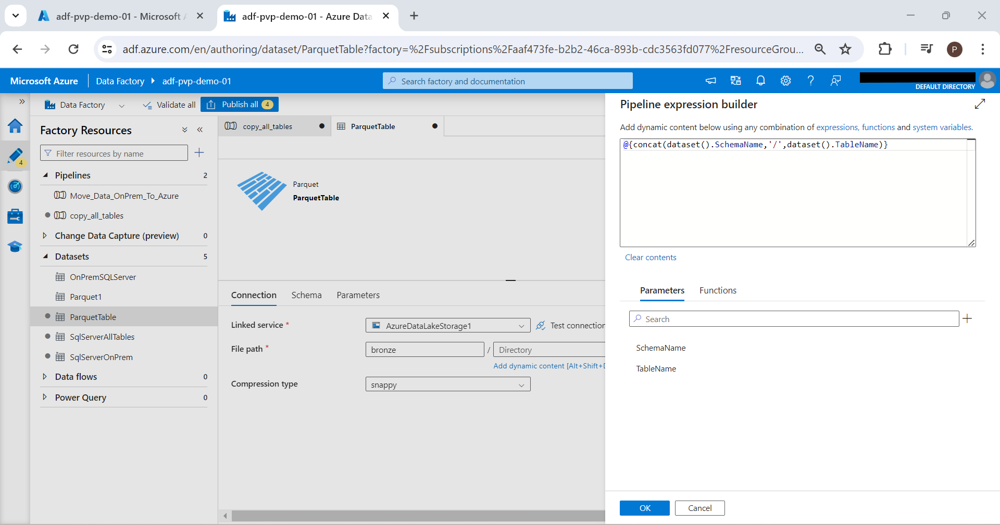 adf-pvp-demo-01 - Microsoft A
adf-pvp-demo-01 - Azure Data
adf.azure.com/en/authoring/dataset/ParquetTable?factory=%2Fsubscriptions%2Faaf473fe-b2b2-46ca-893b-cdc3563fd077%2FresourceGrou...
P
Microsoft Azure
Data Factory
adf-pvp-demo-01
Search factory and documentation
DEFAULT DIRECTORY
Data Factory
Validate all
Publish all 4
Factory Resources
Filter resources by name
4
Pipelines 2
Move_Data_OnPrem_To_Azure
copy_all_tables
Change Data Capture (preview) 0
Datasets 5
OnPremSQLServer
Parquet1
ParquetTable
SqlServerAllTables
SqlServerOnPrem
Data flows 0
Power Query 0
copy_all_tables
ParquetTable
Parquet
ParquetTable
Connection
Schema
Parameters
Linked service *
AzureDataLakeStorage1
Test connection
File path *
bronze / Directory
Add dynamic content [Alt+Shift+D
Compression type
snappy
Pipeline expression builder
Add dynamic content below using any combination of expressions, functions and system variables.
@{concat(dataset().SchemaName,'/',dataset().TableName)}
Clear contents
Parameters
Functions
Search
SchemaName
TableName
OK
Cancel